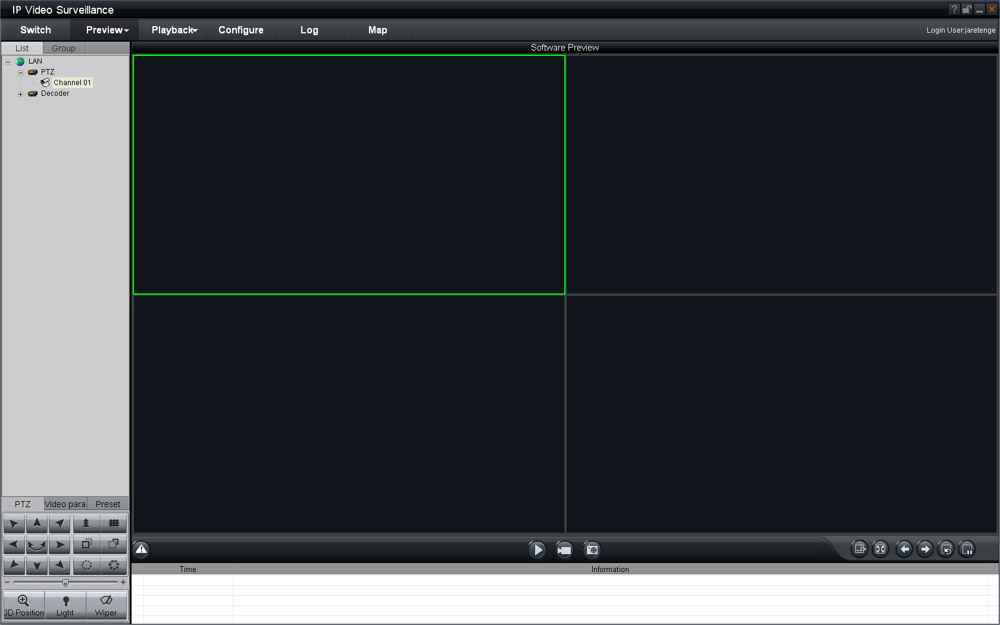 IP Video Surveillance
Switch Preview Playback Configure Log Map Login User:jaretenge
List Group Software Preview
LAN
PTZ
Channel 01
Decoder
PTZ Video para Preset
Time Information
3D Position Light Wiper